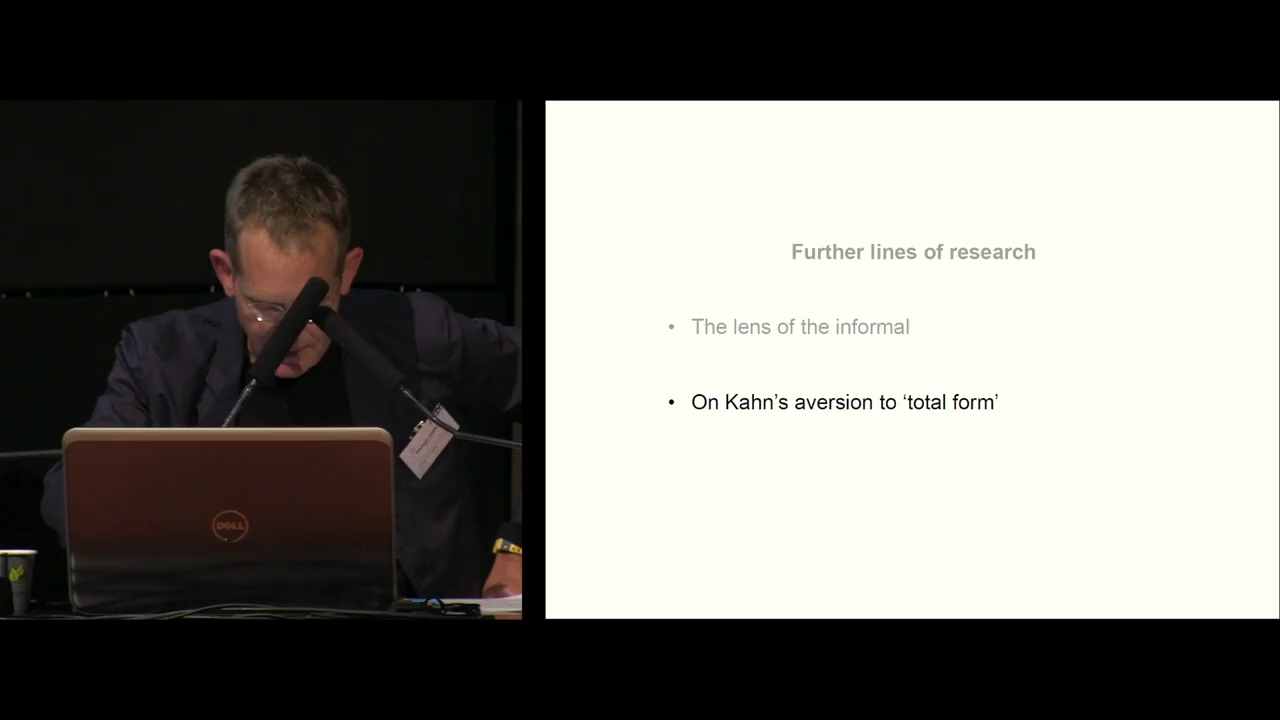 Further lines of research
• The lens of the informal
• On Kahn’s aversion to ‘total form’
DELL